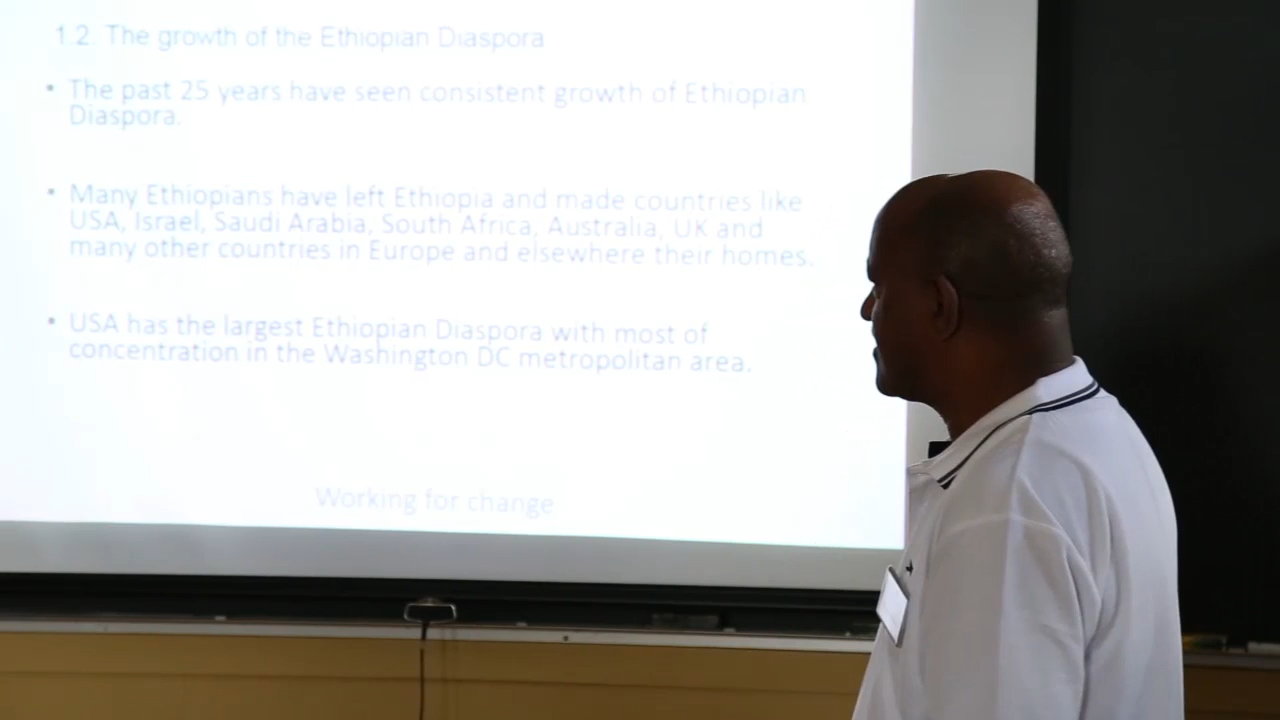 1.2. The growth of the Ethiopian Diaspora
• The past 25 years have seen consistent growth of Ethiopian
Diaspora.
• Many Ethiopians have left Ethiopia and made countries like
USA, Israel, Saudi Arabia, South Africa, Australia, UK and
many other countries in Europe and elsewhere their homes.
• USA has the largest Ethiopian Diaspora with most of
concentration in the Washington DC metropolitan area.
Working for change